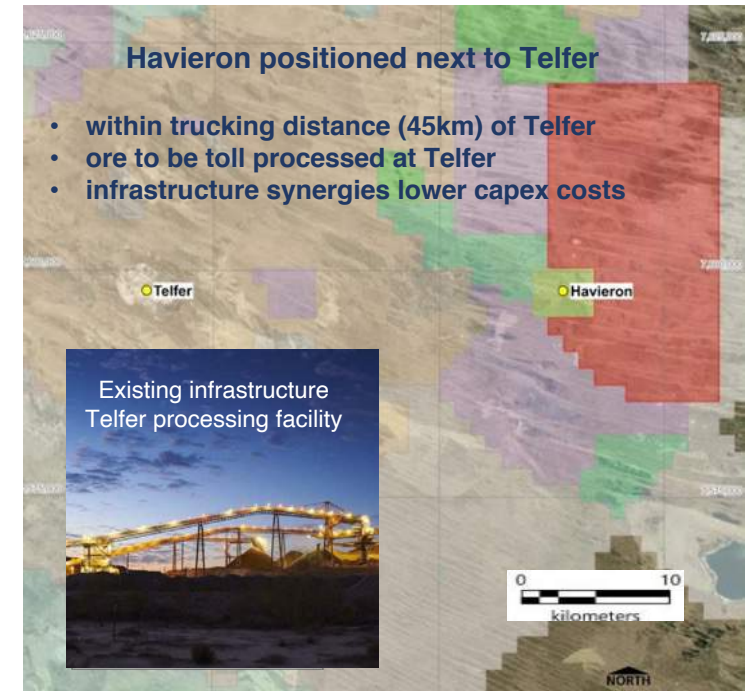 Havieron positioned next to Telfer
• within trucking distance (45km) of Telfer
• ore to be toll processed at Telfer
• infrastructure synergies lower capex costs
Telfer
Havieron
Existing infrastructure
Telfer processing facility
0 10
kilometers
NORTH